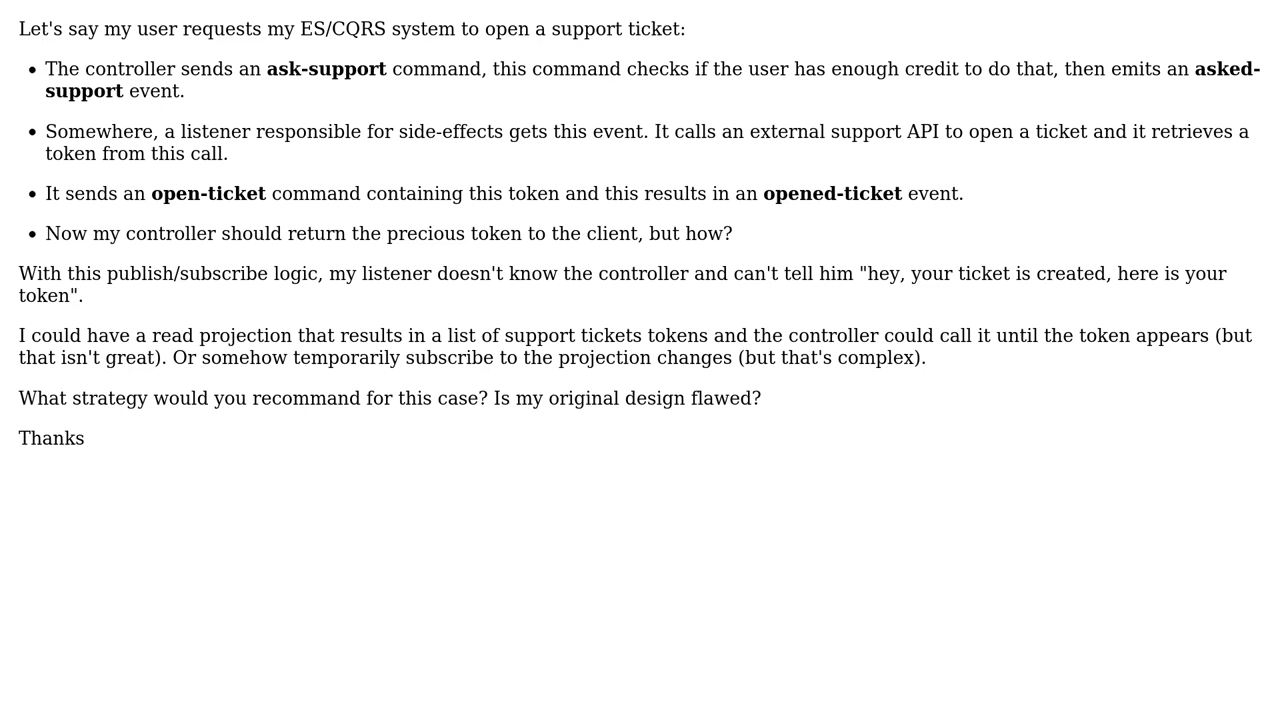 Let's say my user requests my ES/CQRS system to open a support ticket:
• The controller sends an ask-support command, this command checks if the user has enough credit to do that, then emits an asked-
support event.
• Somewhere, a listener responsible for side-effects gets this event. It calls an external support API to open a ticket and it retrieves a
token from this call.
• It sends an open-ticket command containing this token and this results in an opened-ticket event.
• Now my controller should return the precious token to the client, but how?
With this publish/subscribe logic, my listener doesn't know the controller and can't tell him "hey, your ticket is created, here is your
token".
I could have a read projection that results in a list of support tickets tokens and the controller could call it until the token appears (but
that isn't great). Or somehow temporarily subscribe to the projection changes (but that's complex).
What strategy would you recommand for this case? Is my original design flawed?
Thanks